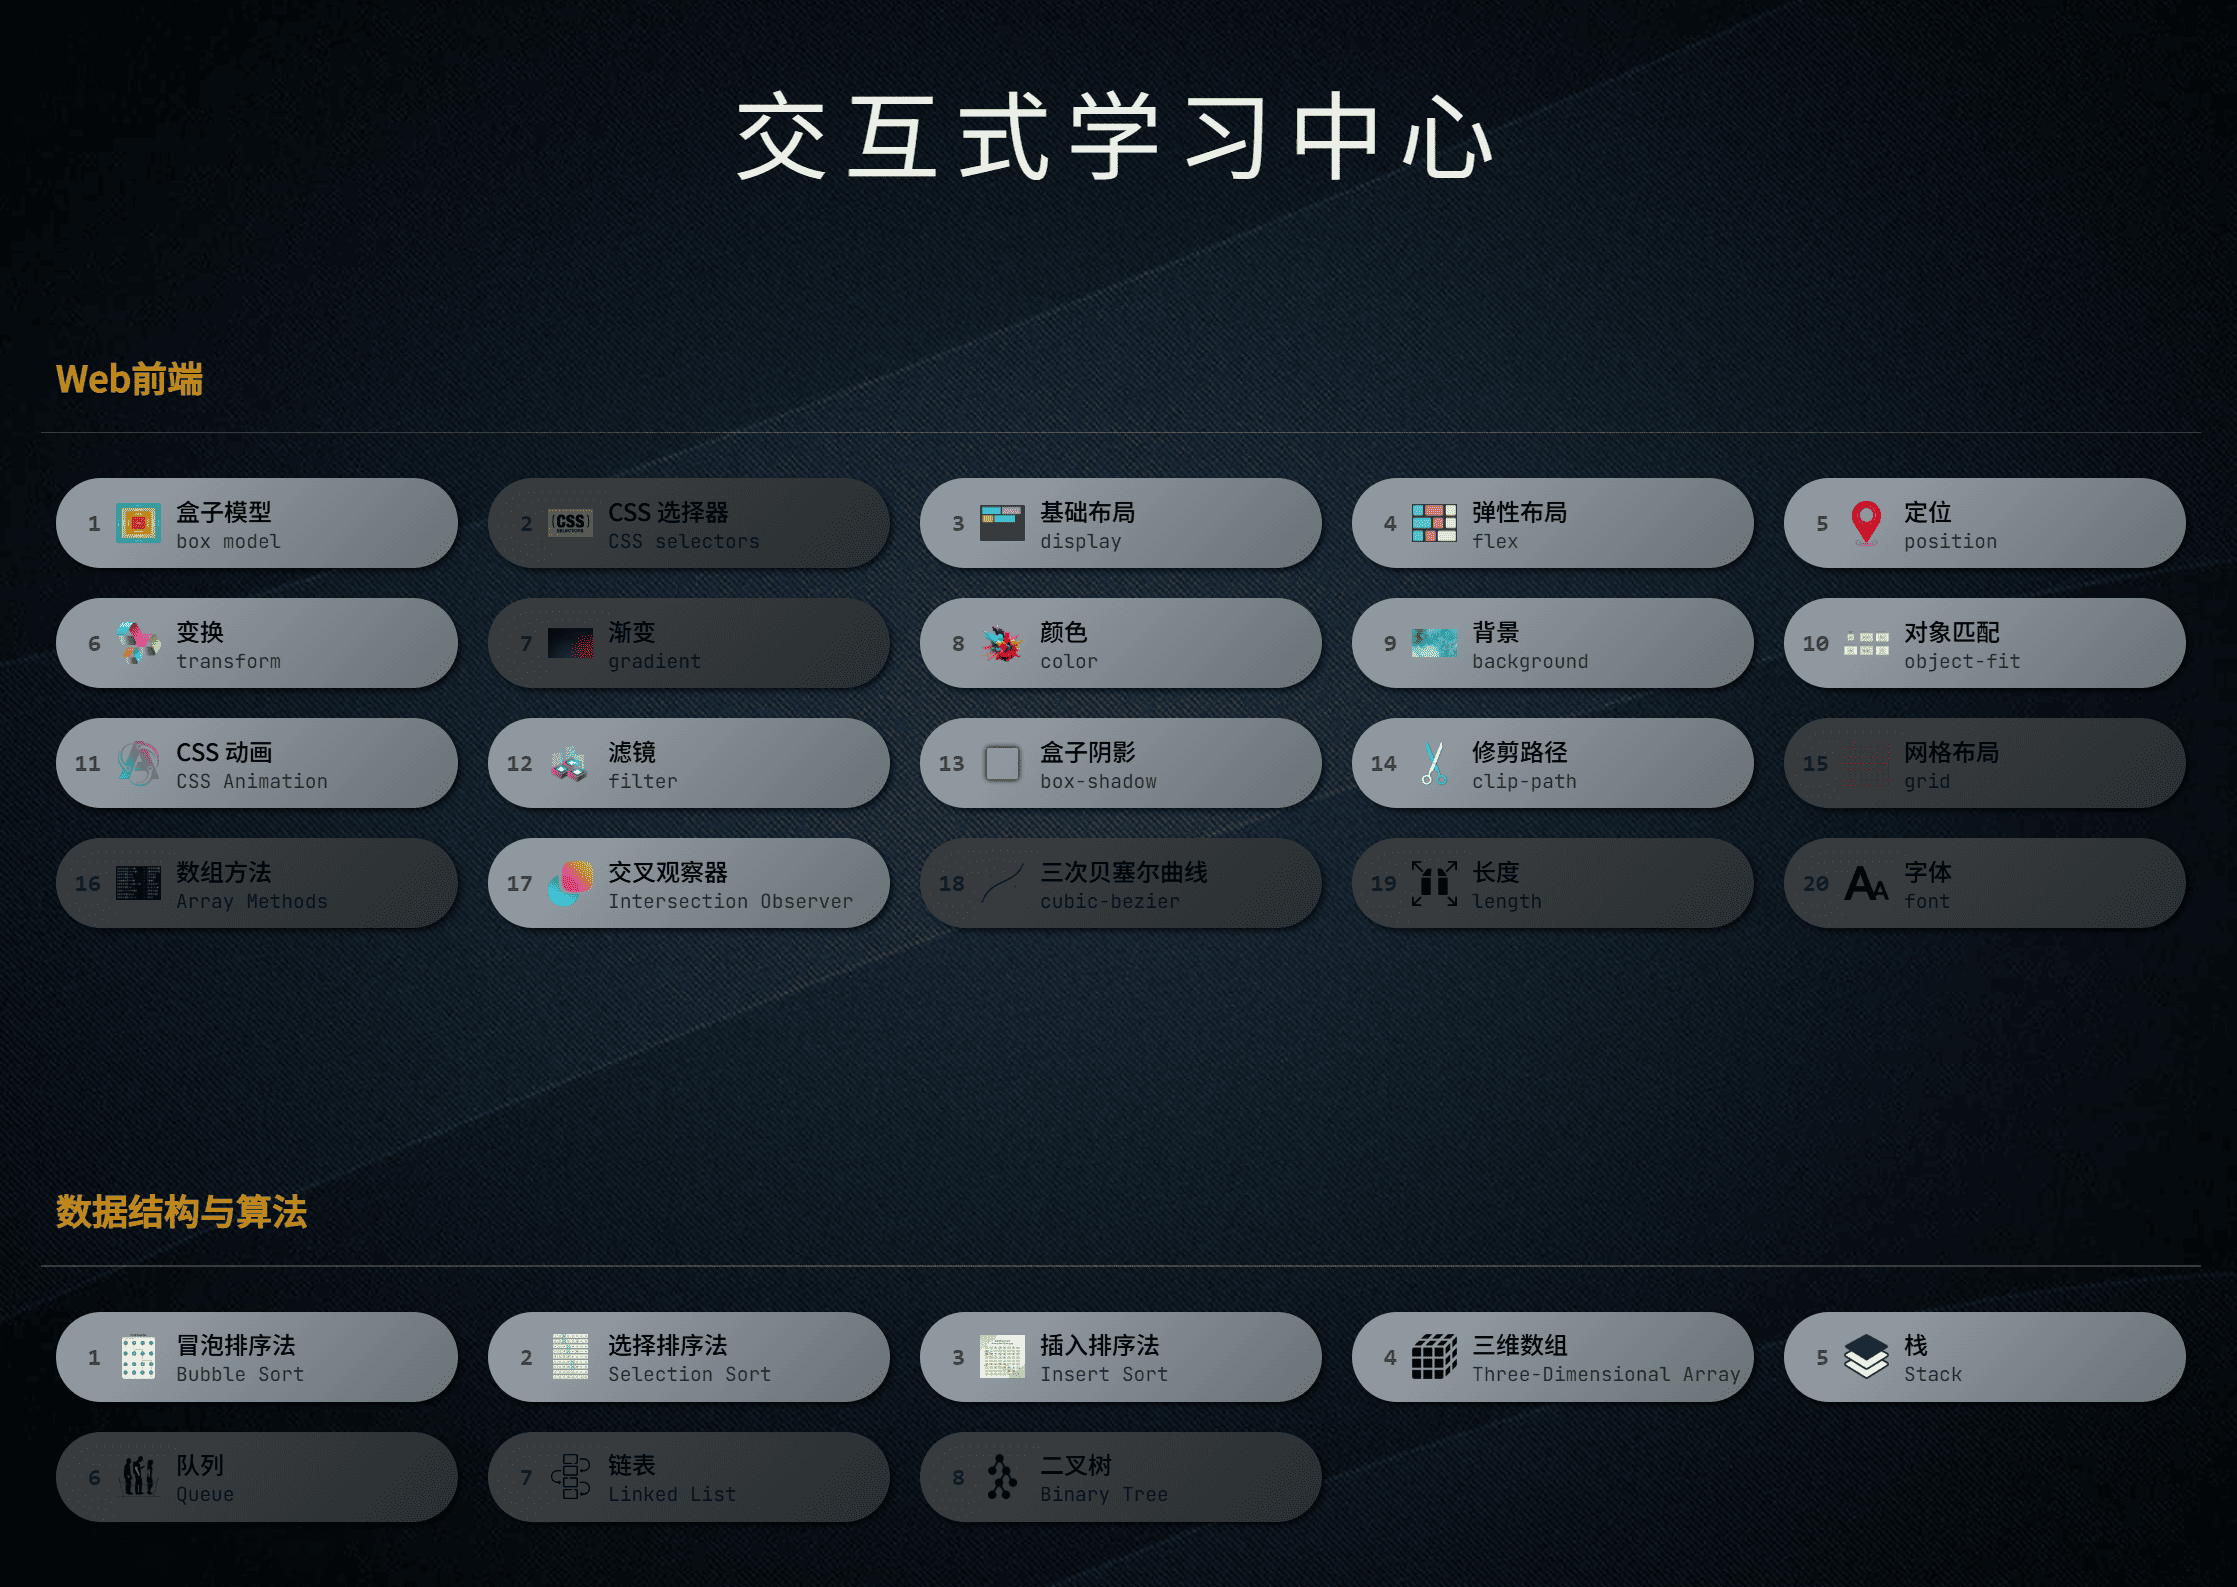 交互式学习中心
Web前端
1
盒子模型
box model
2
CSS 选择器
CSS selectors
3
基础布局
display
4
弹性布局
flex
5
定位
position
6
变换
transform
7
渐变
gradient
8
颜色
color
9
背景
background
10
对象匹配
object-fit
11
CSS 动画
CSS Animation
12
滤镜
filter
13
盒子阴影
box-shadow
14
修剪路径
clip-path
15
网格布局
grid
16
数组方法
Array Methods
17
交叉观察器
Intersection Observer
18
三次贝塞尔曲线
cubic-bezier
19
长度
length
20
字体
font
数据结构与算法
1
冒泡排序法
Bubble Sort
2
选择排序法
Selection Sort
3
插入排序法
Insert Sort
4
三维数组
Three-Dimensional Array
5
栈
Stack
6
队列
Queue
7
链表
Linked List
8
二叉树
Binary Tree